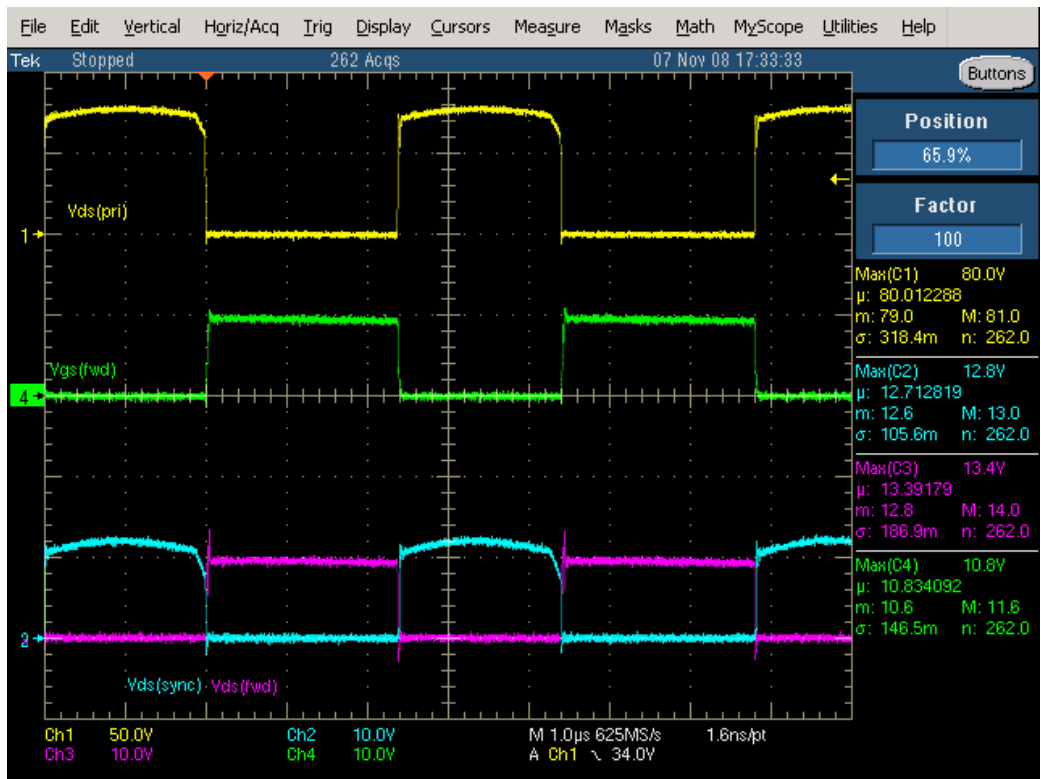 File Edit Vertical Horiz/Acq Trig Display Cursors Measure Masks Math MyScope Utilities Help
Tek Stopped 262 Acqs 07 Nov 08 17:33:33
Buttons
Position
65.9%
Factor
100
Vds(pri)
1
Vgs(fwd)
4
Vds(sync) Vds(fwd)
Max(C1) 80.0V
µ: 80.012288
m: 79.0 M: 81.0
σ: 318.4m n: 262.0
Max(C2) 12.8V
µ: 12.712819
m: 12.6 M: 13.0
σ: 105.6m n: 262.0
Max(C3) 13.4V
µ: 13.39179
m: 12.8 M: 14.0
σ: 186.9m n: 262.0
Max(C4) 10.8V
µ: 10.834092
m: 10.6 M: 11.6
σ: 146.5m n: 262.0
Ch1 50.0V Ch2 10.0V M 1.0µs 625MS/s 1.6ns/pt
Ch3 10.0V Ch4 10.0V A Ch1 ∖ 34.0V